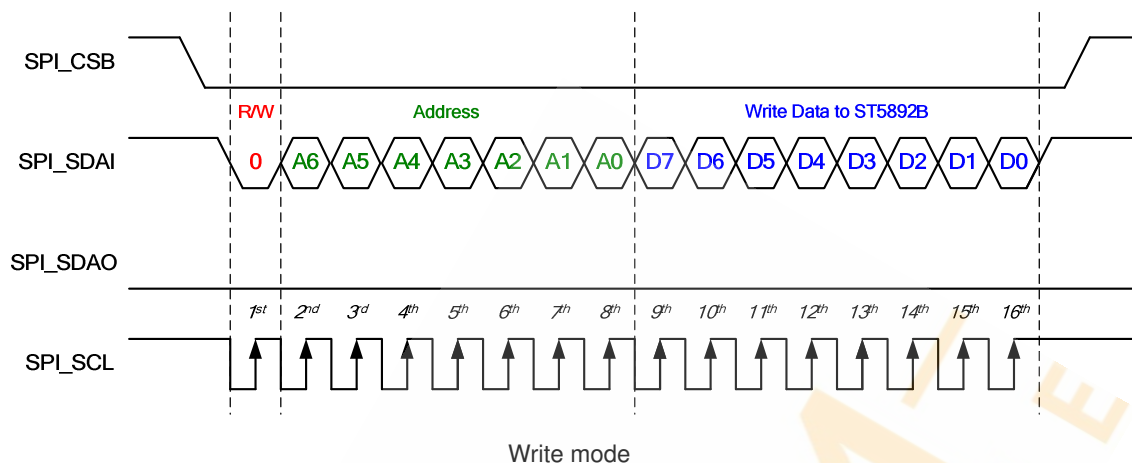 SPI_CSB
R/W Address Write Data to ST5892B
SPI_SDAI 0 A6 A5 A4 A3 A2 A1 A0 D7 D6 D5 D4 D3 D2 D1 D0
SPI_SDAO
1st 2nd 3rd 4th 5th 6th 7th 8th 9th 10th 11th 12th 13th 14th 15th 16th
SPI_SCL
Write mode